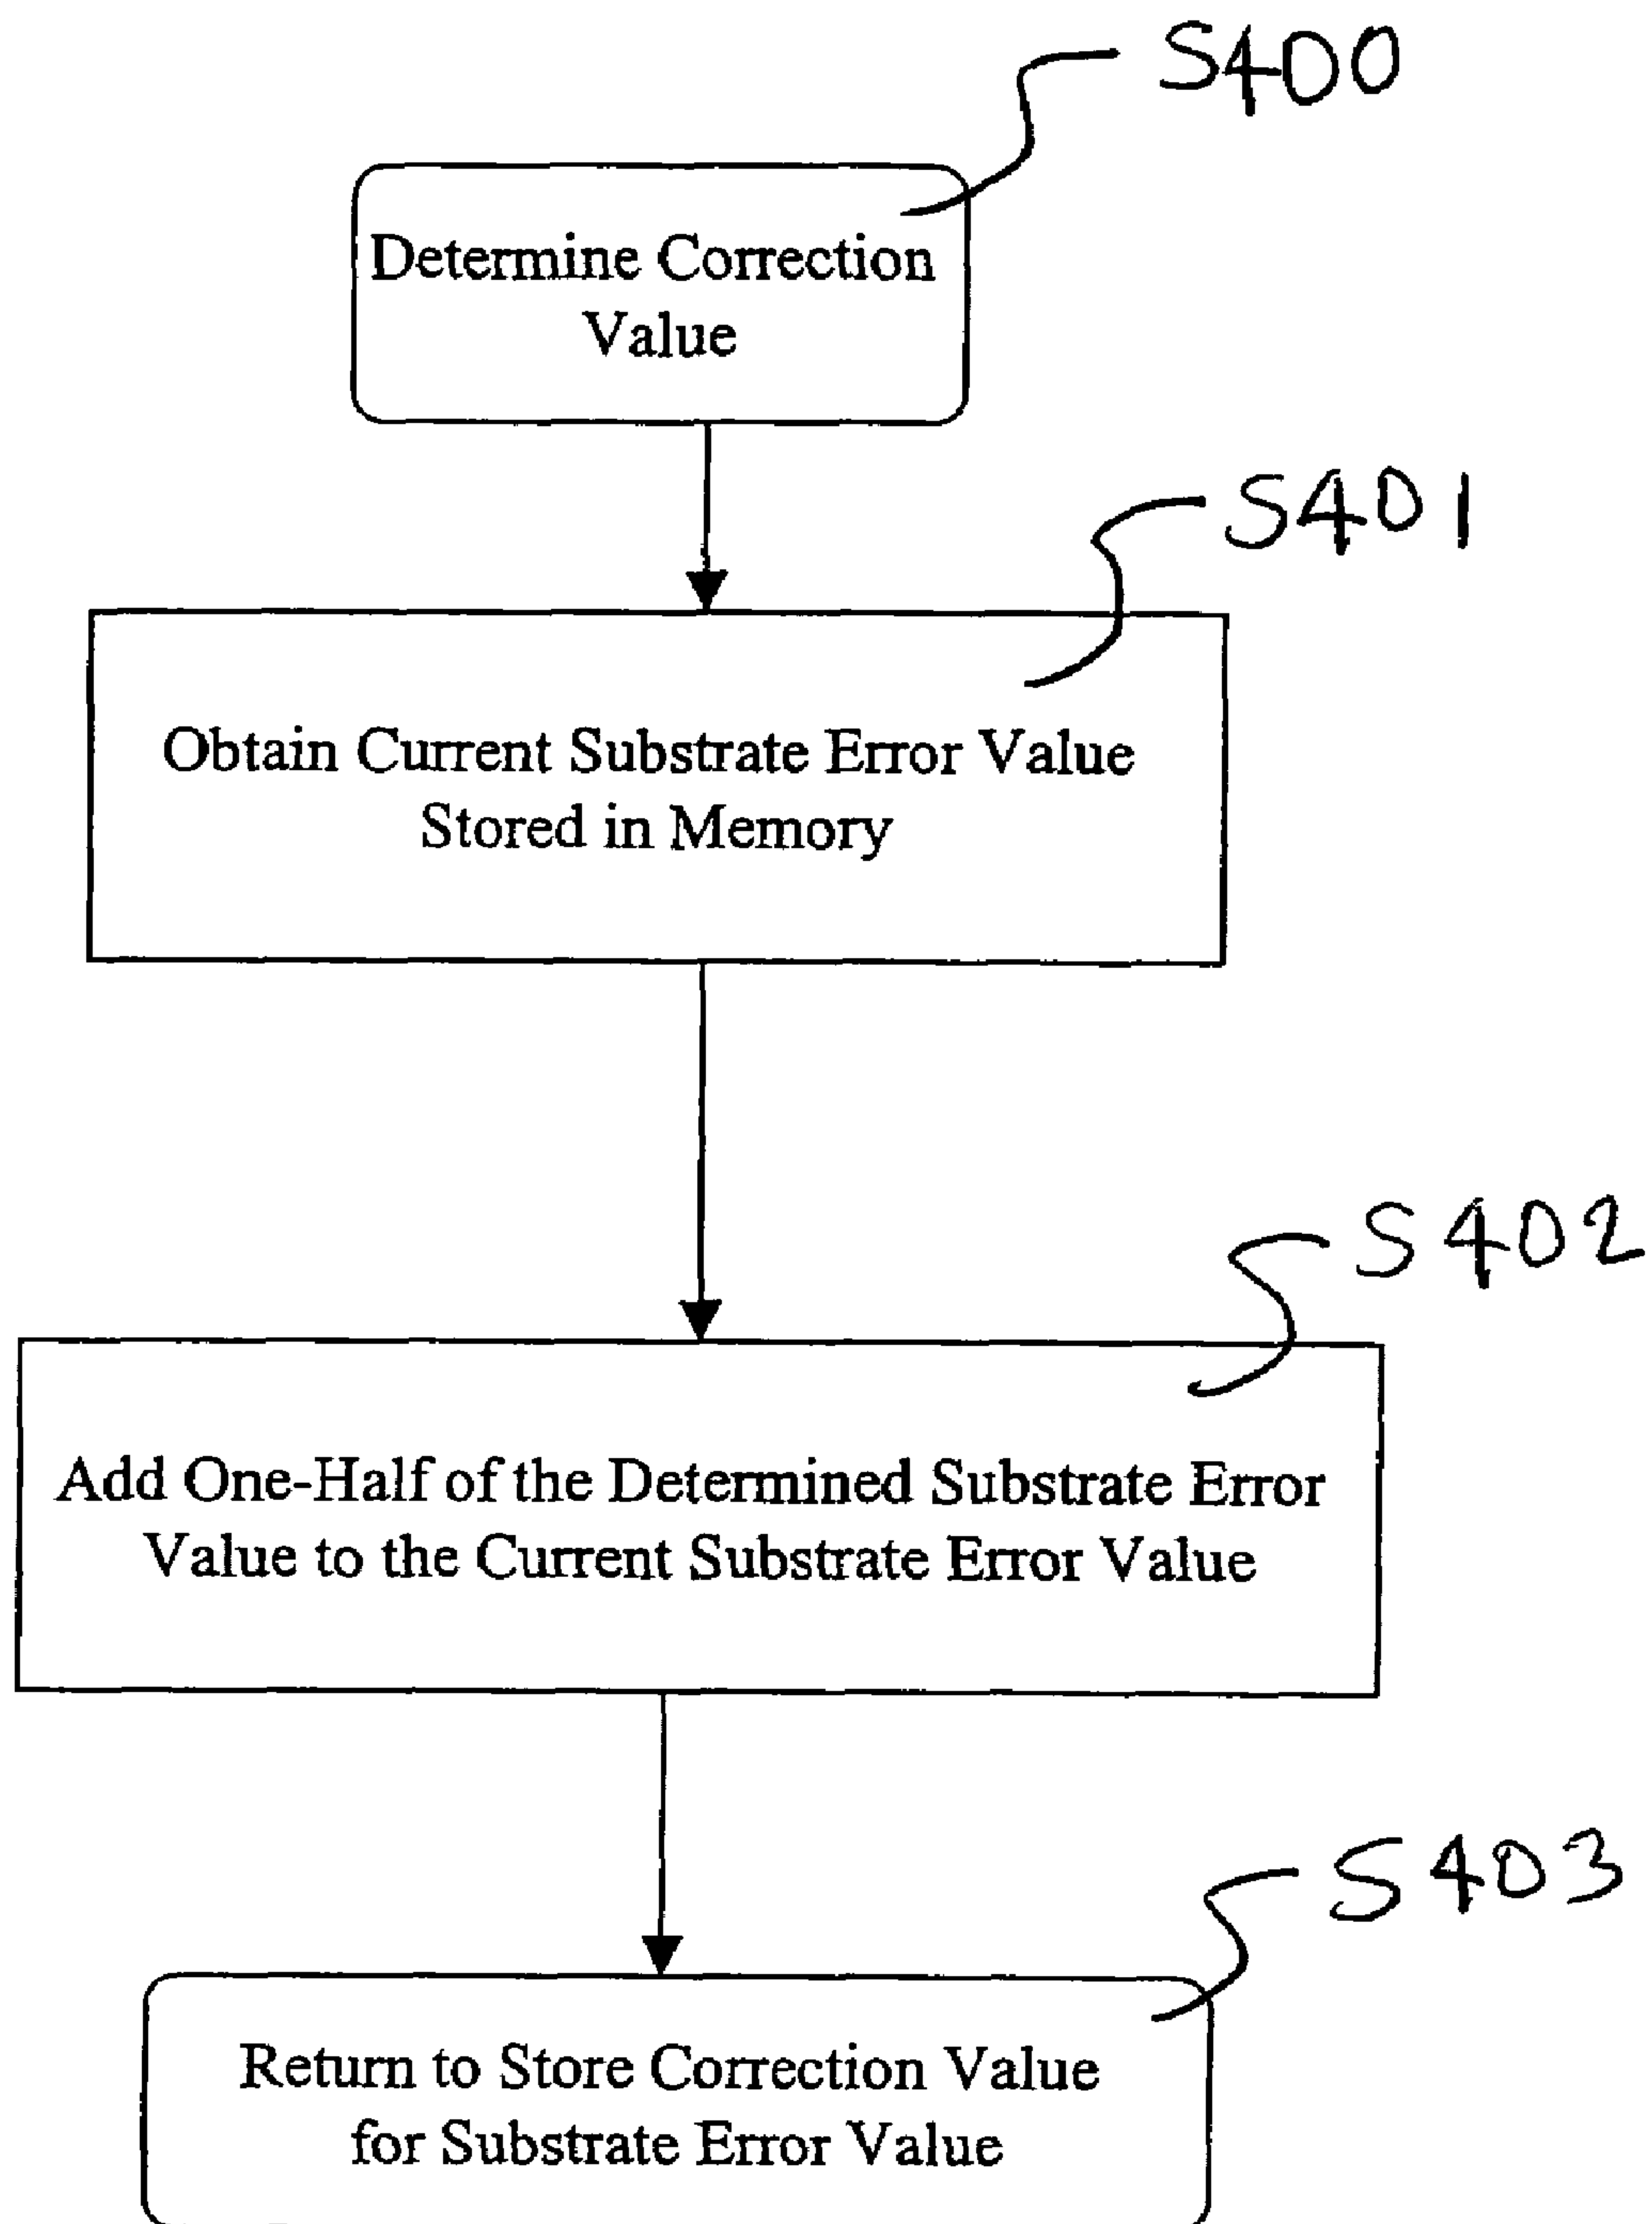 S400
Determine Correction
Value
S401
Obtain Current Substrate Error Value
Stored in Memory
S402
Add One-Half of the Determined Substrate Error
Value to the Current Substrate Error Value
S403
Return to Store Correction Value
for Substrate Error Value